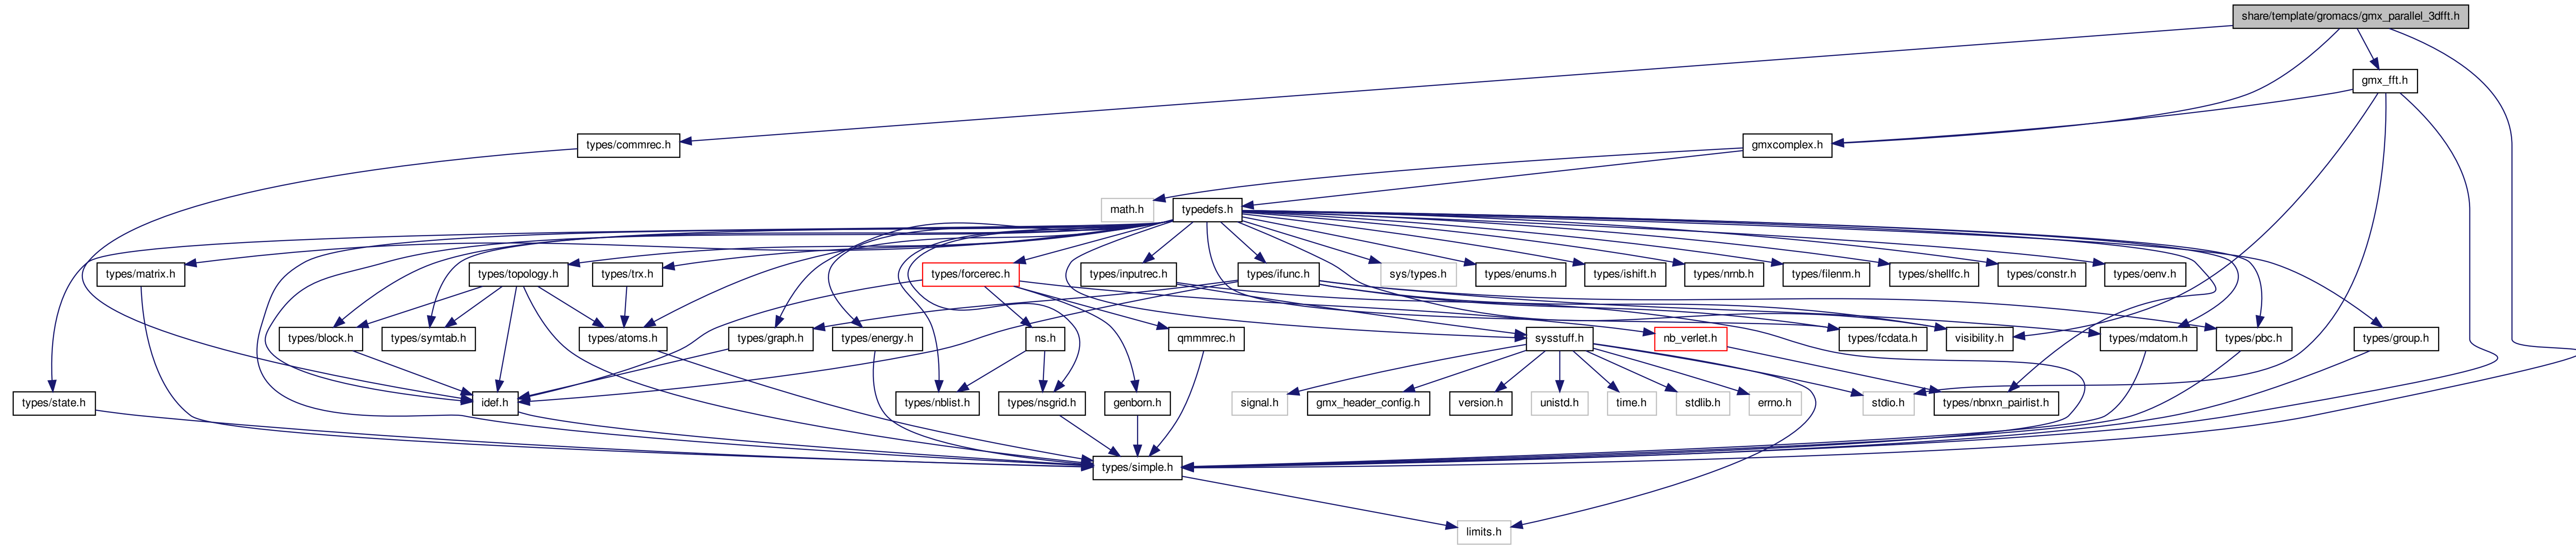 share/template/gromacs/gmx_parallel_3dfft.h
gmx_fft.h
types/commrec.h
gmxcomplex.h
math.h
typedefs.h
types/matrix.h
types/topology.h
types/trx.h
types/forcerec.h
types/inputrec.h
types/ifunc.h
sys/types.h
types/enums.h
types/ishift.h
types/nrnb.h
types/filenm.h
types/shellfc.h
types/constr.h
types/oenv.h
types/block.h
types/symtab.h
types/atoms.h
types/graph.h
types/energy.h
ns.h
qmmmrec.h
sysstuff.h
nb_verlet.h
types/fcdata.h
visibility.h
types/mdatom.h
types/pbc.h
types/group.h
types/state.h
idef.h
types/nblist.h
types/nsgrid.h
genborn.h
signal.h
gmx_header_config.h
version.h
unistd.h
time.h
stdlib.h
errno.h
stdio.h
types/nbnxn_pairlist.h
types/simple.h
limits.h